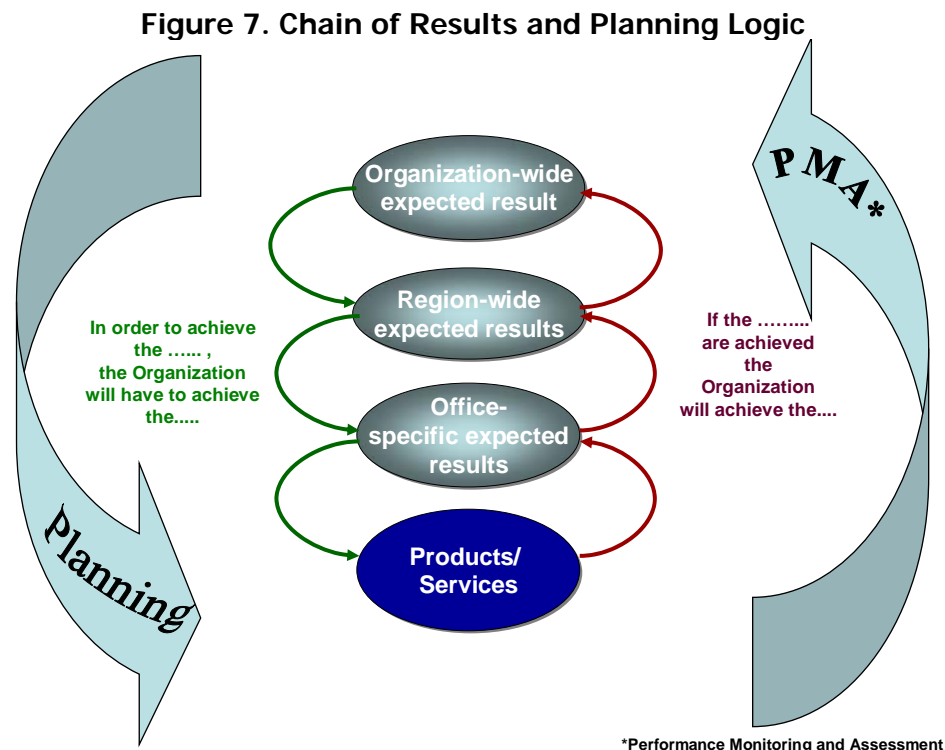 Figure 7. Chain of Results and Planning Logic
PMA*
Organization-wide
expected result
Region-wide
expected results
In order to achieve
the …... ,
the Organization
will have to achieve
the.....
If the ……...
are achieved
the
Organization
will achieve the....
Office-
specific expected
results
Planning
Products/
Services
*Performance Monitoring and Assessment